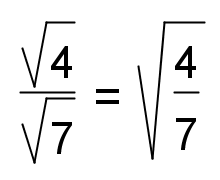 √4/√7 = √(4/7)